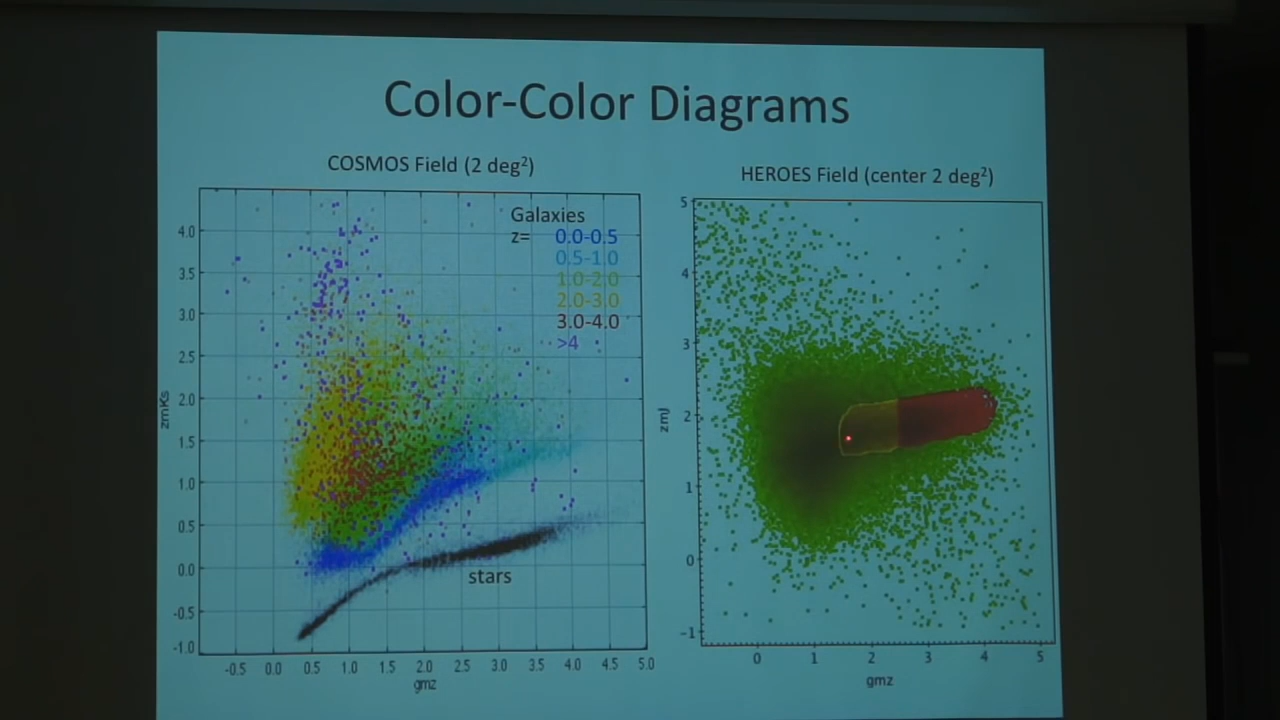 Color-Color Diagrams
COSMOS Field (2 deg²)
HEROES Field (center 2 deg²)
Galaxies
z= 0.0-0.5
0.5-1.0
1.0-2.0
2.0-3.0
3.0-4.0
>4
stars
zmKs
4.0
3.5
3.0
2.5
2.0
1.5
1.0
0.5
0.0
-0.5
-1.0
-0.5 0.0 0.5 1.0 1.5 2.0 2.5 3.0 3.5 4.0 4.5 5.0
gmz
zmJ
5
4
3
2
1
0
-1
0 1 2 3 4 5
gmz